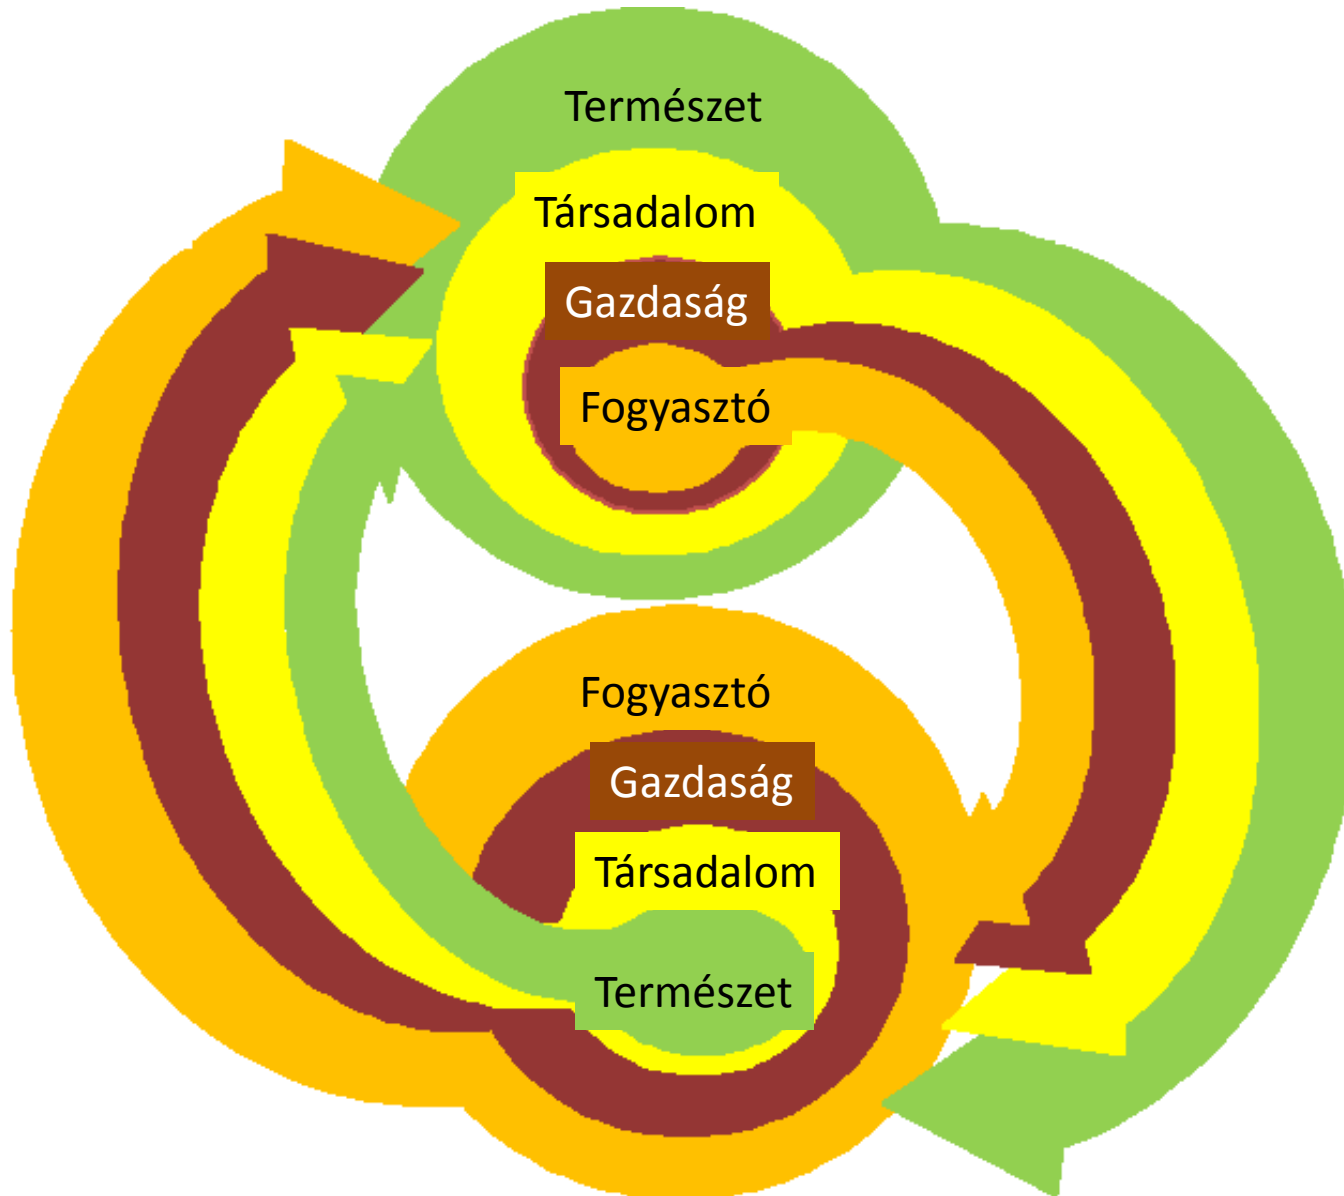 Természet
Társadalom
Gazdaság
Fogyasztó
Fogyasztó
Gazdaság
Társadalom
Természet